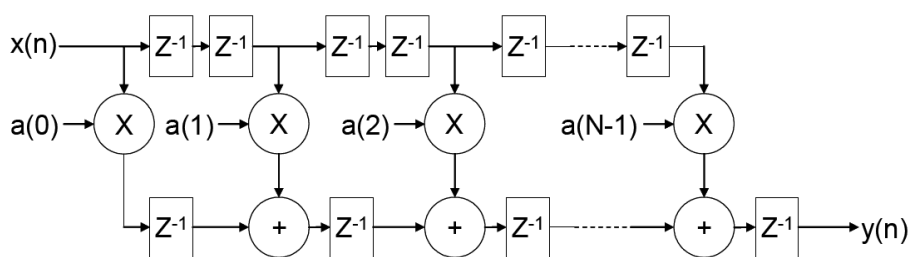 x(n) Z⁻¹ Z⁻¹ Z⁻¹ Z⁻¹ Z⁻¹ Z⁻¹
a(0) X a(1) X a(2) X a(N-1) X
Z⁻¹ + Z⁻¹ + Z⁻¹ + Z⁻¹ y(n)